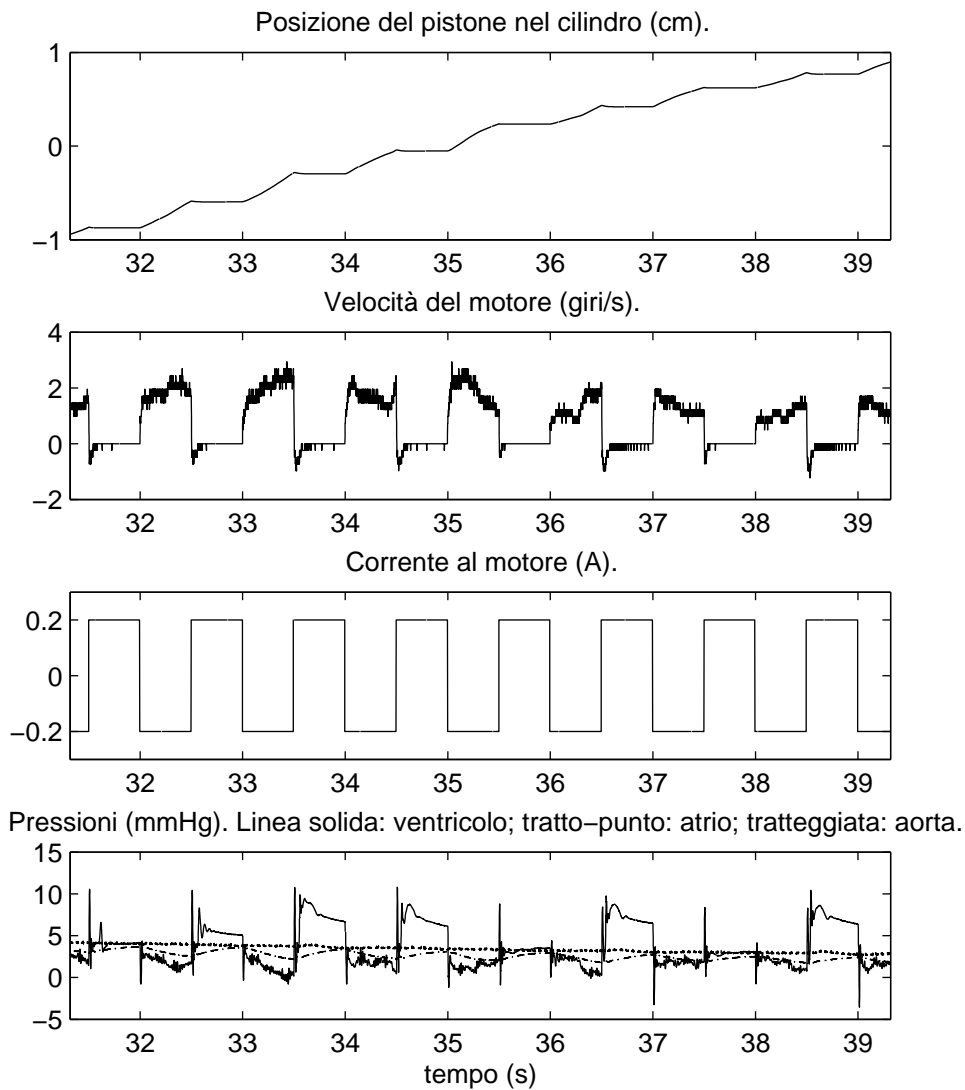 Posizione del pistone nel cilindro (cm).
1
0
−1
32 33 34 35 36 37 38 39
Velocità del motore (giri/s).
4
2
0
−2
32 33 34 35 36 37 38 39
Corrente al motore (A).
0.2
0
−0.2
32 33 34 35 36 37 38 39
Pressioni (mmHg). Linea solida: ventricolo; tratto−punto: atrio; tratteggiata: aorta.
15
10
5
0
−5
32 33 34 35 36 37 38 39
tempo (s)